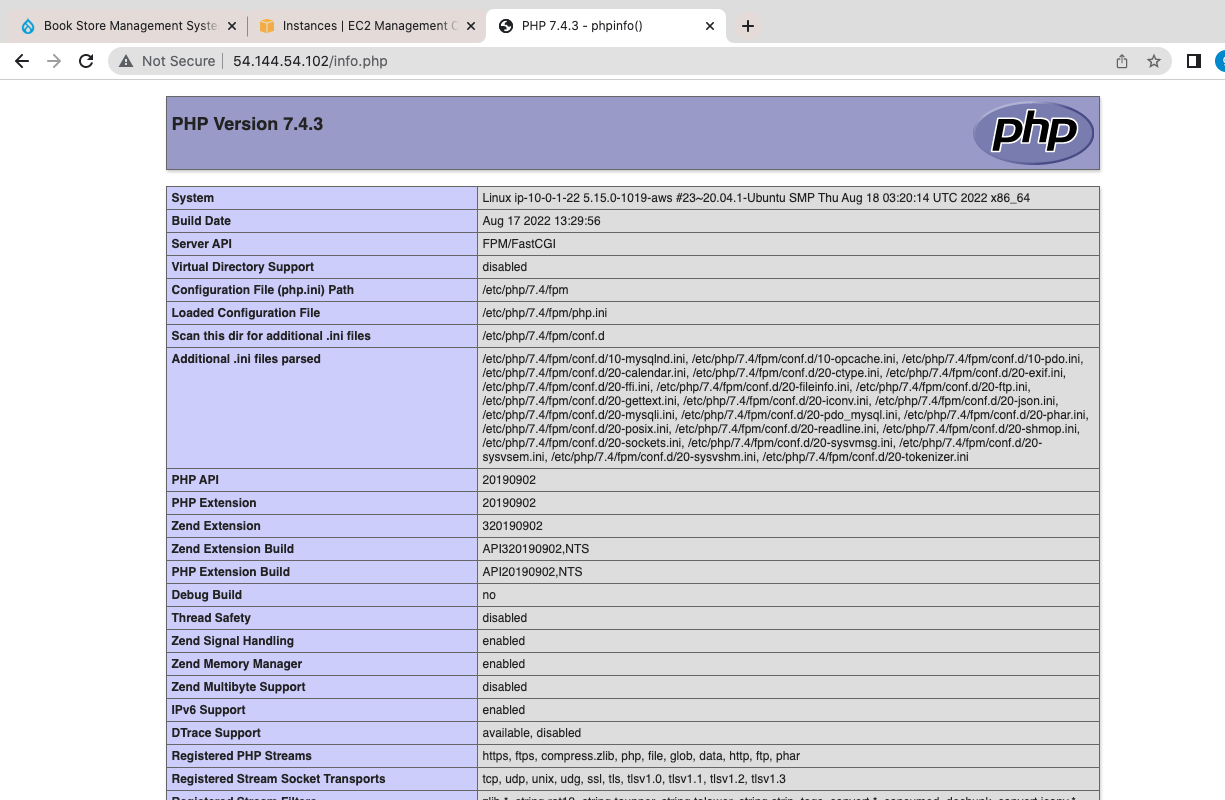 Book Store Management Syste
Instances | EC2 Management C
PHP 7.4.3 - phpinfo()
Not Secure | 54.144.54.102/info.php
PHP Version 7.4.3
php
System Linux ip-10-0-1-22 5.15.0-1019-aws #23~20.04.1-Ubuntu SMP Thu Aug 18 03:20:14 UTC 2022 x86_64
Build Date Aug 17 2022 13:29:56
Server API FPM/FastCGI
Virtual Directory Support disabled
Configuration File (php.ini) Path /etc/php/7.4/fpm
Loaded Configuration File /etc/php/7.4/fpm/php.ini
Scan this dir for additional .ini files /etc/php/7.4/fpm/conf.d
Additional .ini files parsed /etc/php/7.4/fpm/conf.d/10-mysqlnd.ini, /etc/php/7.4/fpm/conf.d/10-opcache.ini, /etc/php/7.4/fpm/conf.d/10-pdo.ini,
/etc/php/7.4/fpm/conf.d/20-calendar.ini, /etc/php/7.4/fpm/conf.d/20-ctype.ini, /etc/php/7.4/fpm/conf.d/20-exif.ini,
/etc/php/7.4/fpm/conf.d/20-ffi.ini, /etc/php/7.4/fpm/conf.d/20-fileinfo.ini, /etc/php/7.4/fpm/conf.d/20-ftp.ini,
/etc/php/7.4/fpm/conf.d/20-gettext.ini, /etc/php/7.4/fpm/conf.d/20-iconv.ini, /etc/php/7.4/fpm/conf.d/20-json.ini,
/etc/php/7.4/fpm/conf.d/20-mysqli.ini, /etc/php/7.4/fpm/conf.d/20-pdo_mysql.ini, /etc/php/7.4/fpm/conf.d/20-phar.ini,
/etc/php/7.4/fpm/conf.d/20-posix.ini, /etc/php/7.4/fpm/conf.d/20-readline.ini, /etc/php/7.4/fpm/conf.d/20-shmop.ini,
/etc/php/7.4/fpm/conf.d/20-sockets.ini, /etc/php/7.4/fpm/conf.d/20-sysvmsg.ini, /etc/php/7.4/fpm/conf.d/20-
sysvsem.ini, /etc/php/7.4/fpm/conf.d/20-sysvshm.ini, /etc/php/7.4/fpm/conf.d/20-tokenizer.ini
PHP API 20190902
PHP Extension 20190902
Zend Extension 320190902
Zend Extension Build API320190902,NTS
PHP Extension Build API20190902,NTS
Debug Build no
Thread Safety disabled
Zend Signal Handling enabled
Zend Memory Manager enabled
Zend Multibyte Support disabled
IPv6 Support enabled
DTrace Support available, disabled
Registered PHP Streams https, ftps, compress.zlib, php, file, glob, data, http, ftp, phar
Registered Stream Socket Transports tcp, udp, unix, udg, ssl, tls, tlsv1.0, tlsv1.1, tlsv1.2, tlsv1.3